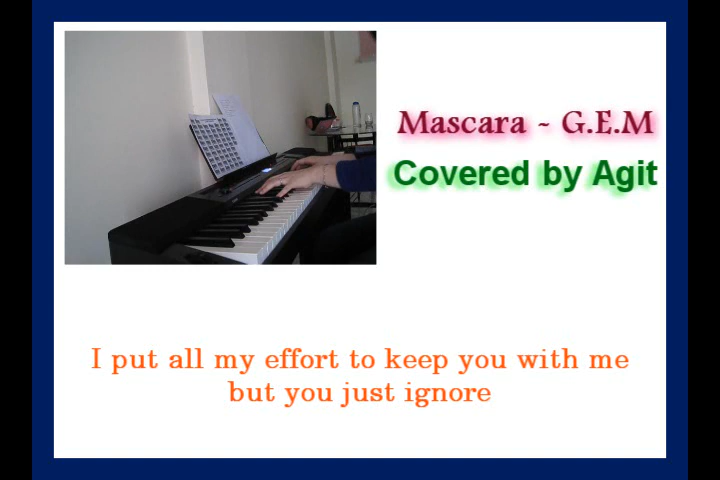 Mascara ~ G.E.M
Covered by Agit
I put all my effort to keep you with me
but you just ignore